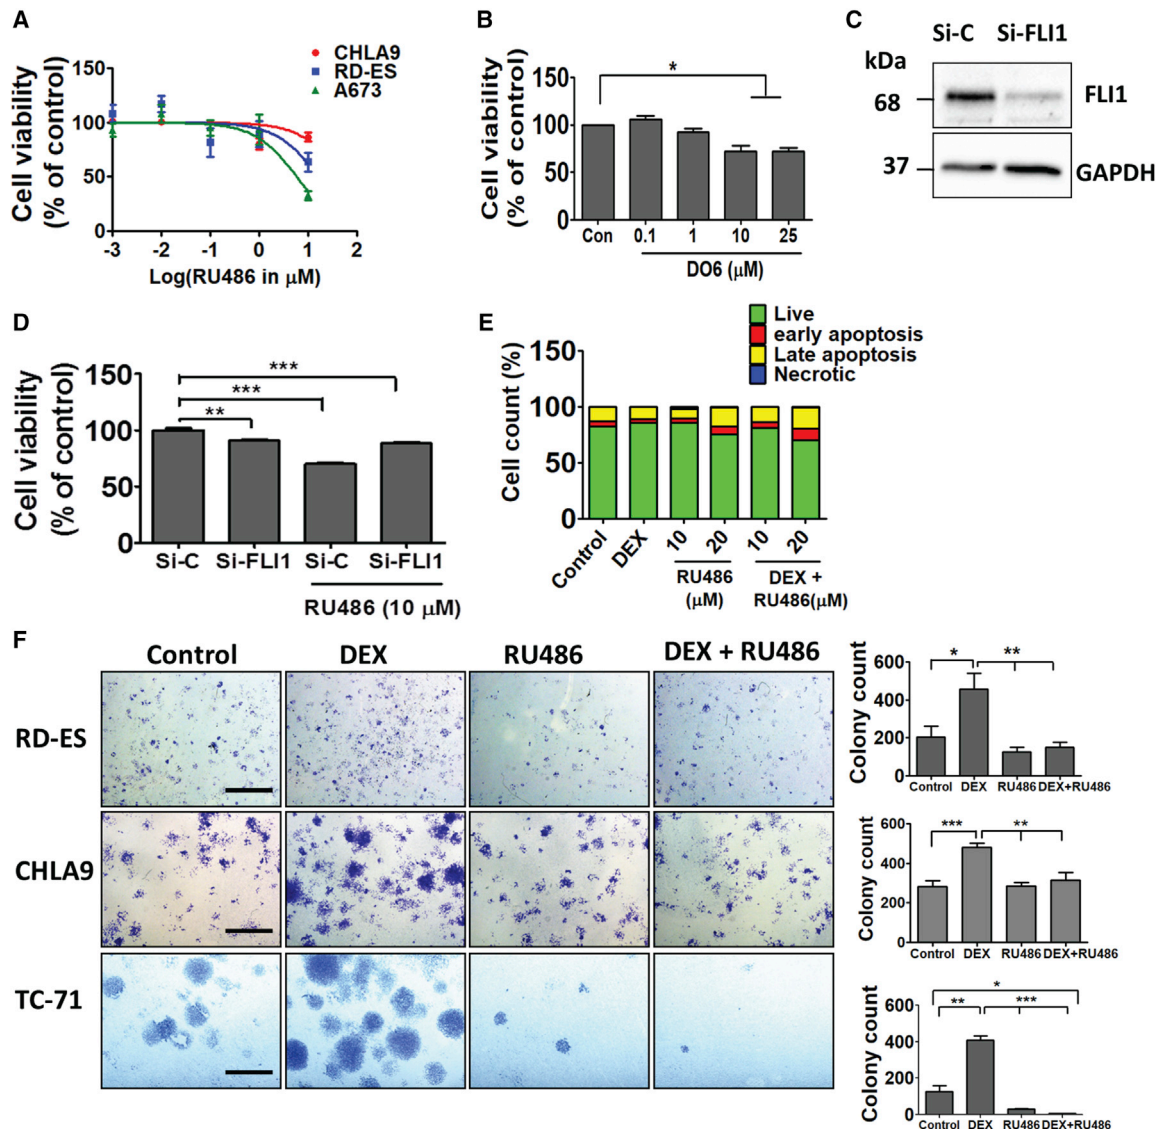 A
CHLA9
RD-ES
A673
Cell viability
(% of control)
150
100
50
0
-3 -2 -1 0 1 2
Log(RU486 in μM)
B
*
Cell viability
(% of control)
150
100
50
0
Con 0.1 1 10 25
DO6 (μM)
C
Si-C Si-FLI1
kDa
68
FLI1
37
GAPDH
D
Cell viability
(% of control)
150
100
50
0
***
***
**
Si-C Si-FLI1 Si-C Si-FLI1
RU486 (10 μM)
E
Live
early apoptosis
Late apoptosis
Necrotic
Cell count (%)
150
100
50
0
Control DEX 10 20 10 20
RU486
(μM)
DEX +
RU486(μM)
F
Control DEX RU486 DEX + RU486
RD-ES
CHLA9
TC-71
Colony count
600
400
200
0
* **
Control DEX RU486 DEX+RU486
Colony count
600
400
200
0
*** **
Control DEX RU486 DEX+RU486
Colony count
600
400
200
0
*
** ***
Control DEX RU486 DEX+RU486